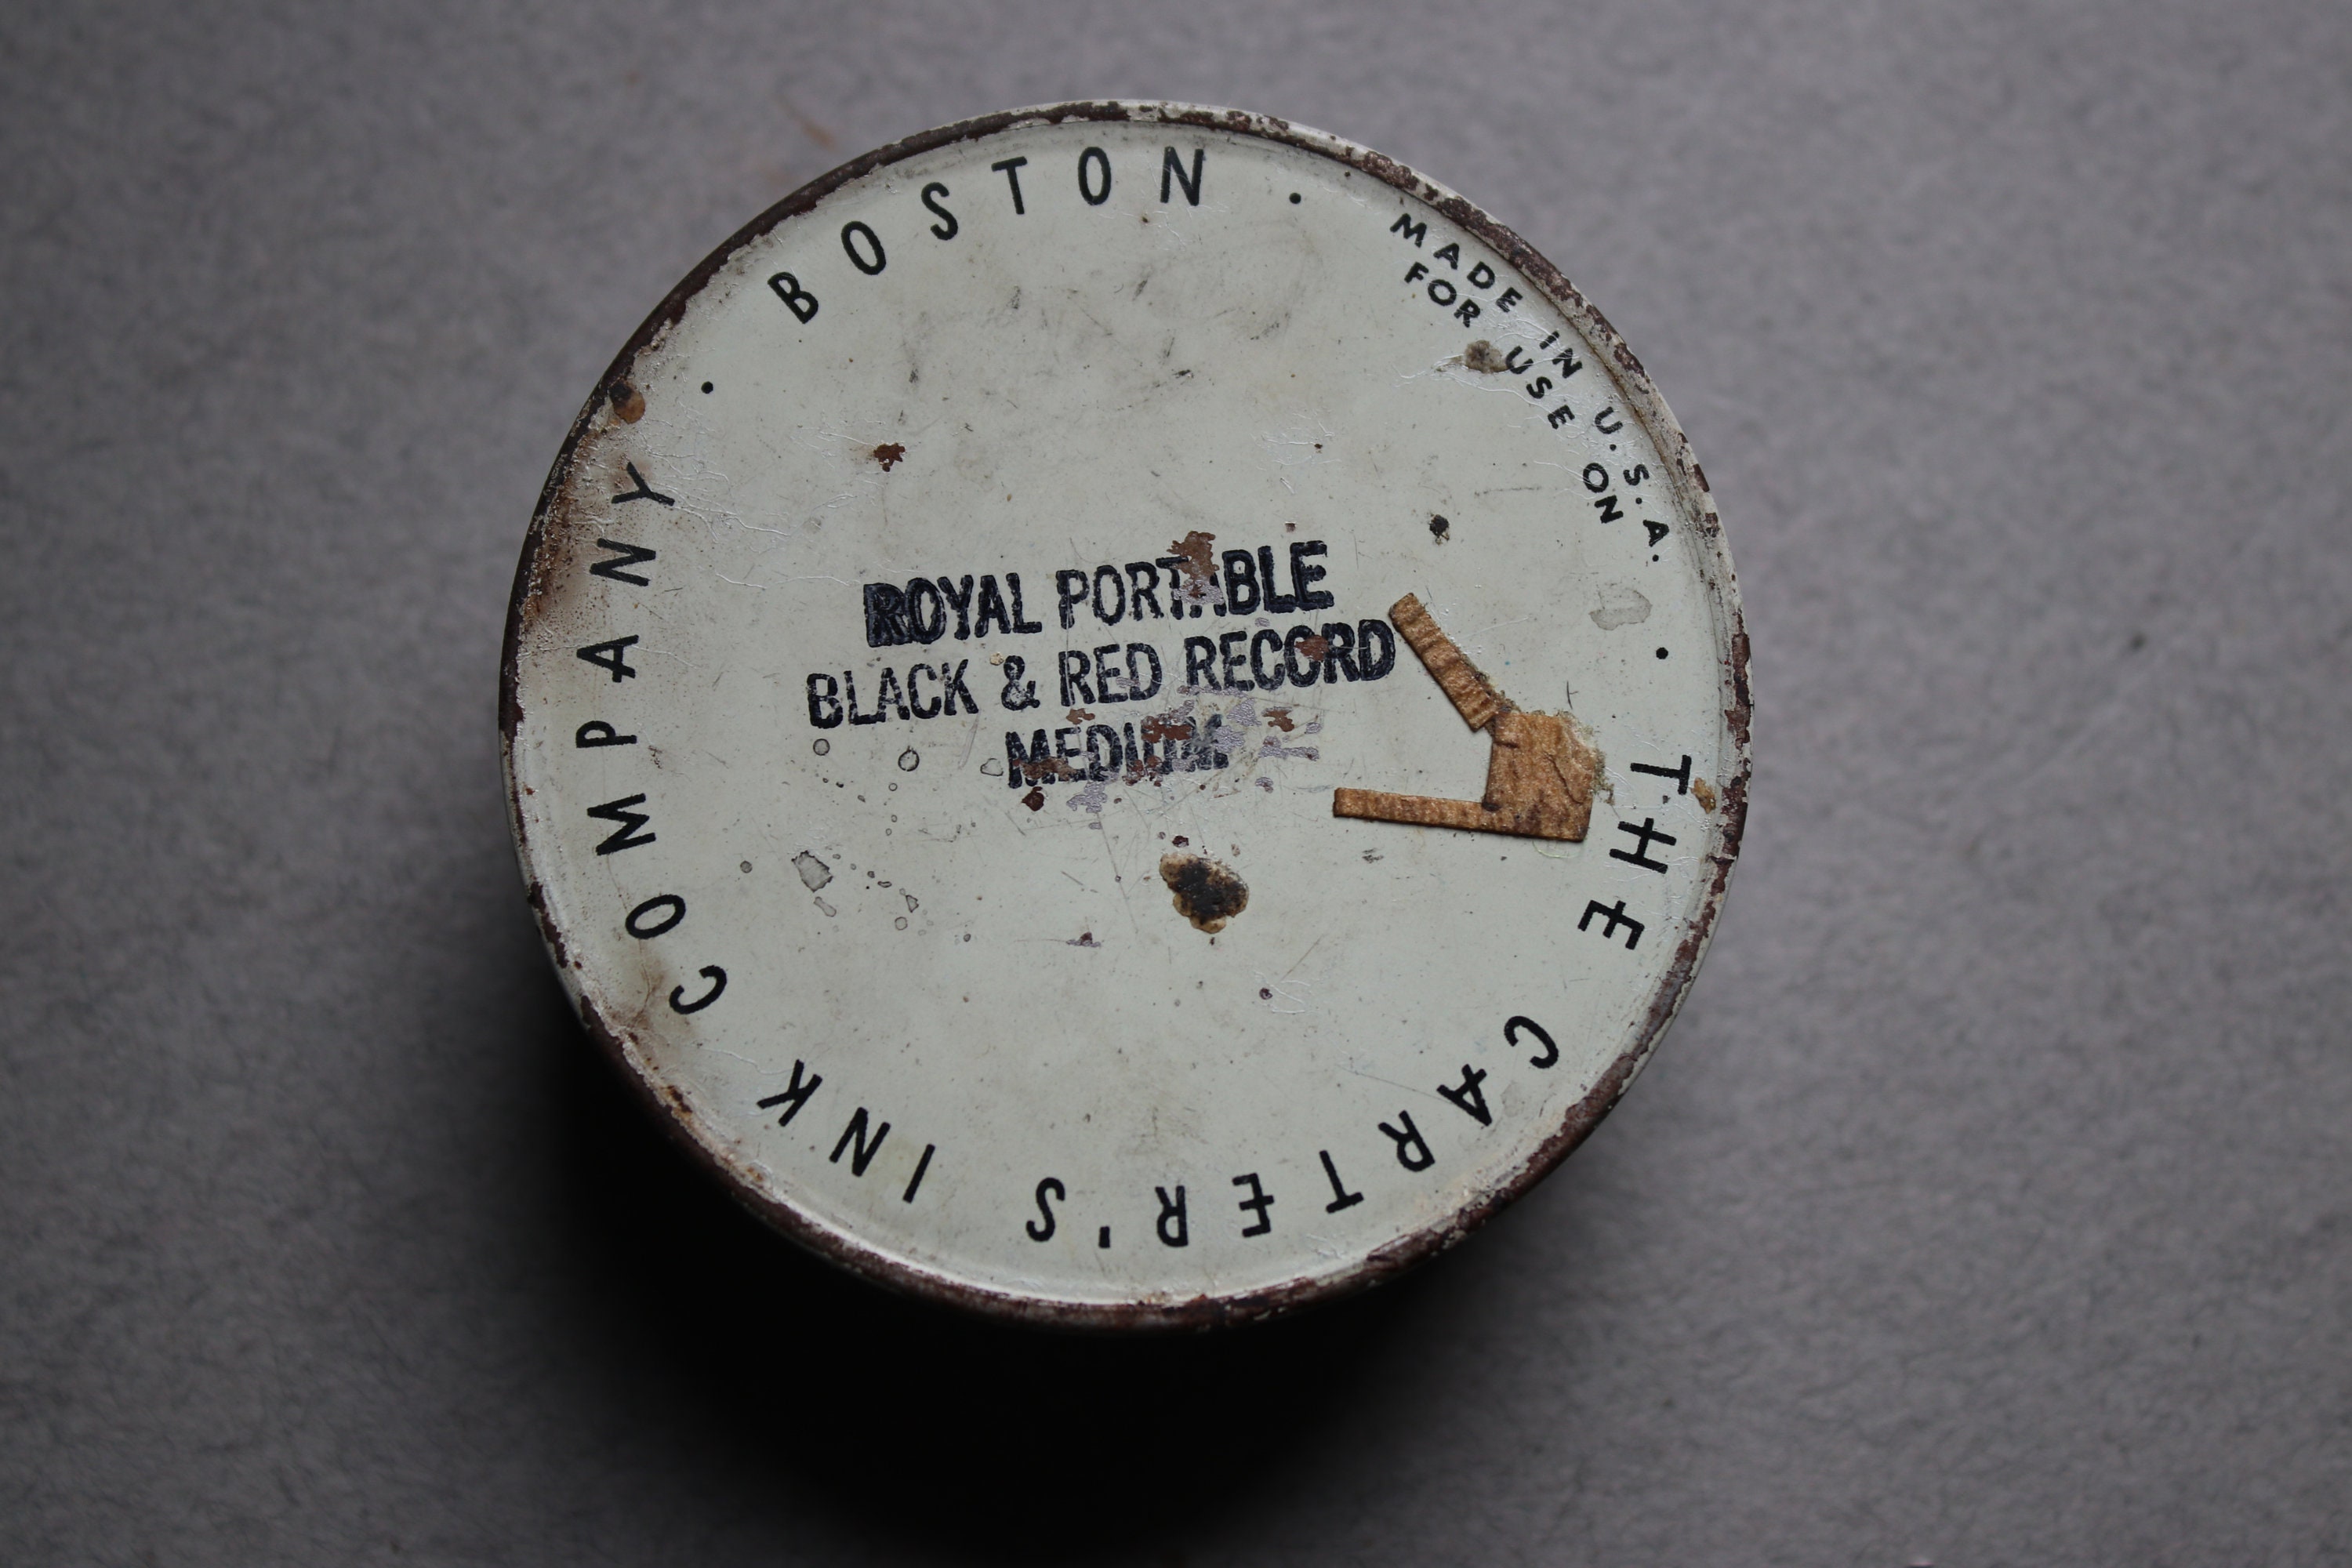 THE CARTER'S INK COMPANY · BOSTON ·
MADE IN U.S.A. ·
FOR USE ON
ROYAL PORTABLE
BLACK & RED RECORD
MEDIUM